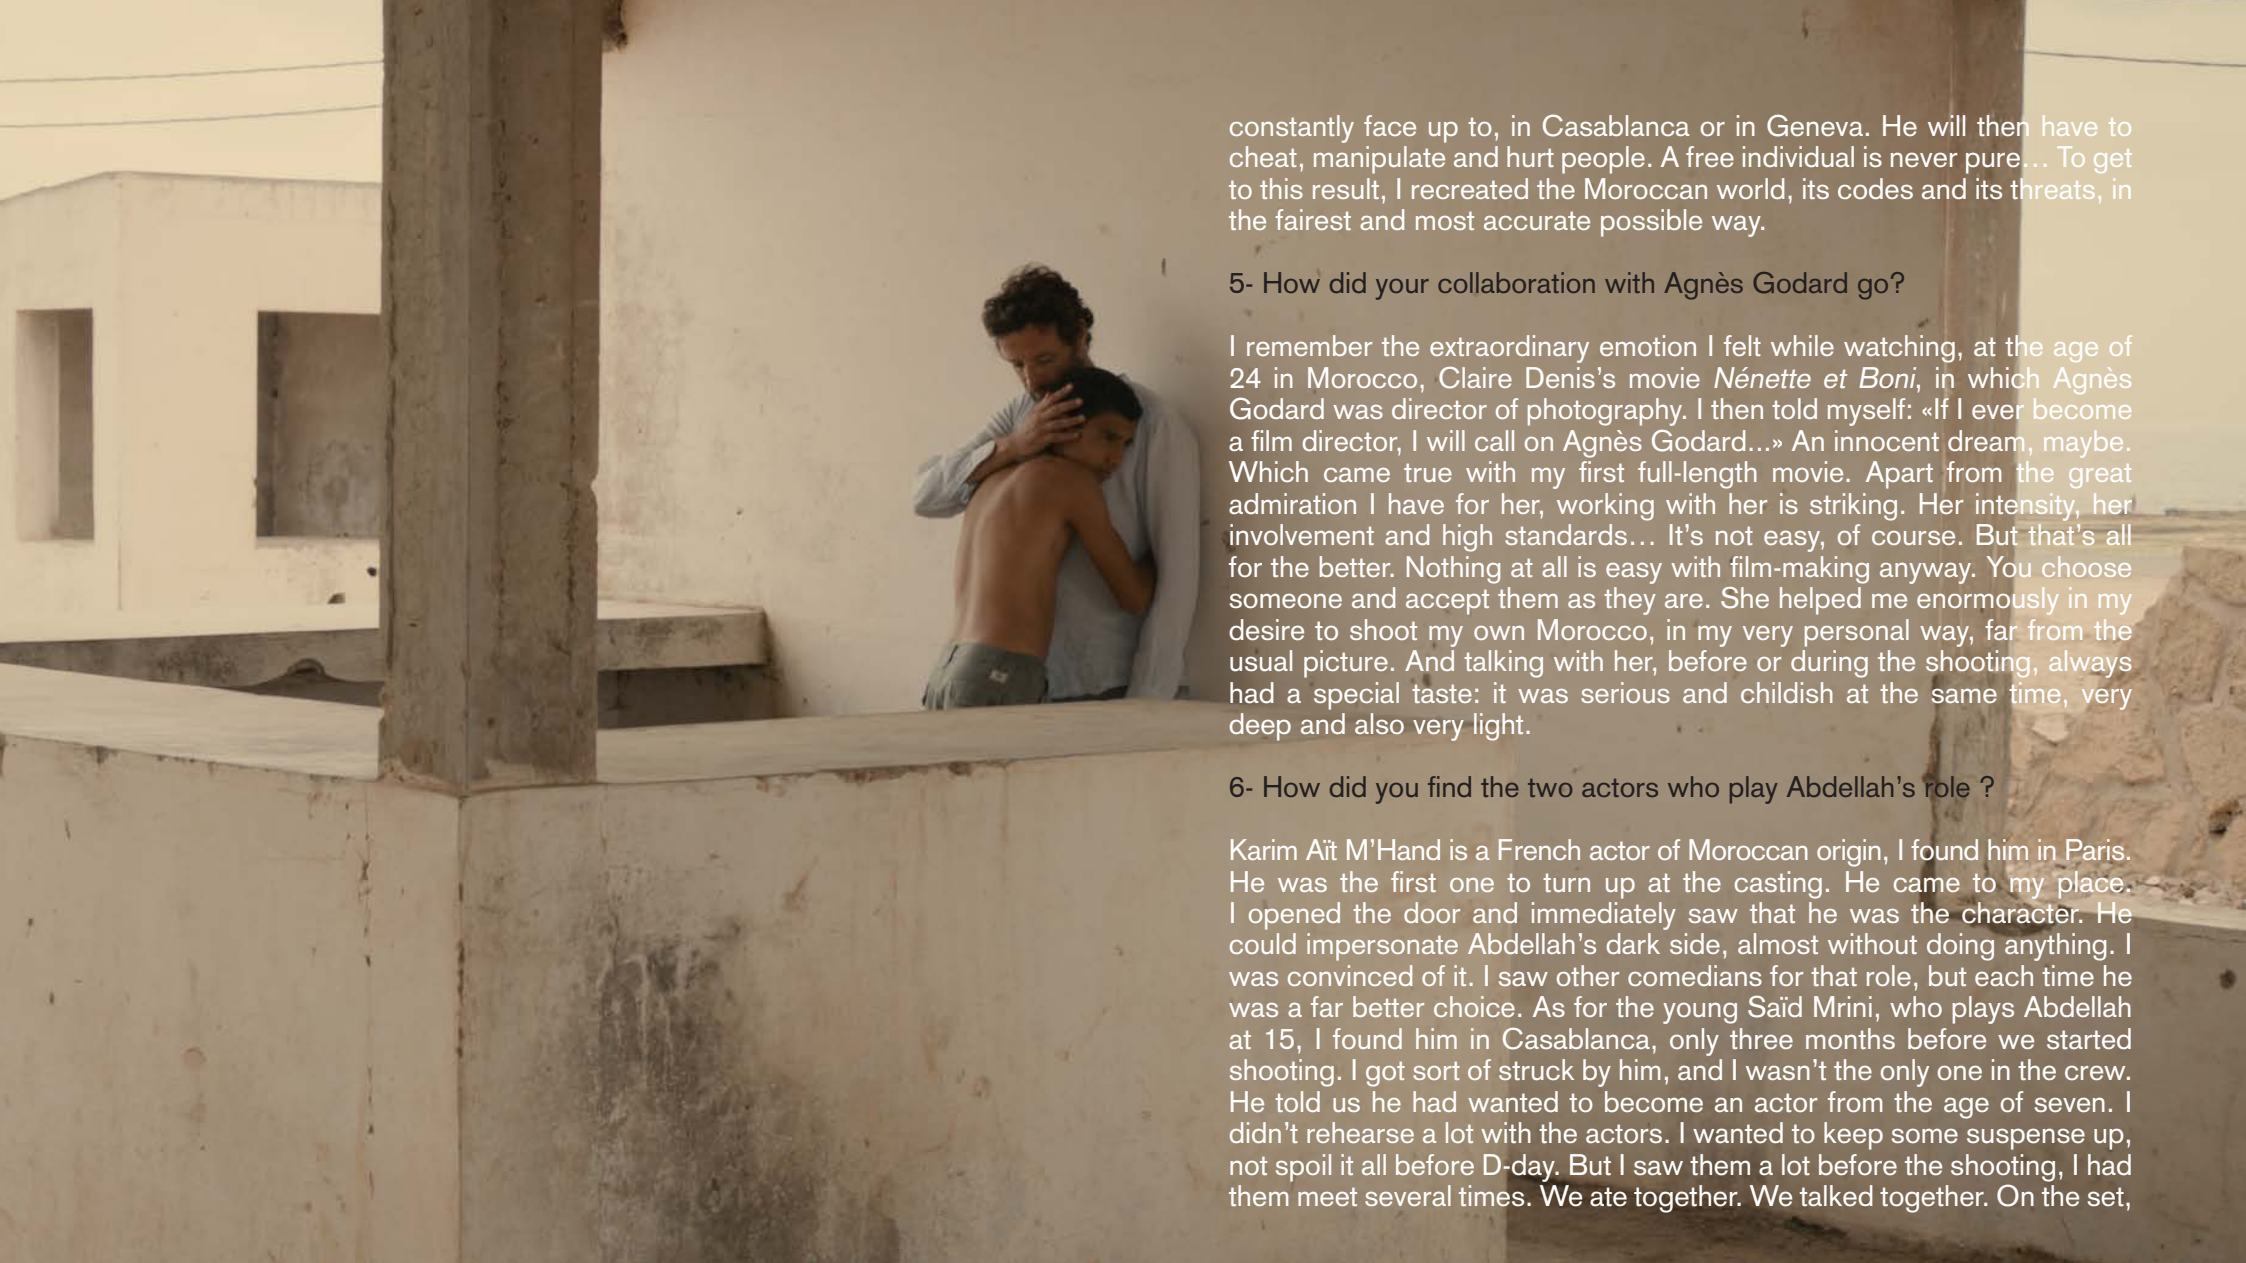 constantly face up to, in Casablanca or in Geneva. He will then have to
cheat, manipulate and hurt people. A free individual is never pure… To get
to this result, I recreated the Moroccan world, its codes and its threats, in
the fairest and most accurate possible way.
5- How did your collaboration with Agnès Godard go?
I remember the extraordinary emotion I felt while watching, at the age of
24 in Morocco, Claire Denis’s movie Nénette et Boni, in which Agnès
Godard was director of photography. I then told myself: «If I ever become
a film director, I will call on Agnès Godard...» An innocent dream, maybe.
Which came true with my first full-length movie. Apart from the great
admiration I have for her, working with her is striking. Her intensity, her
involvement and high standards… It’s not easy, of course. But that’s all
for the better. Nothing at all is easy with film-making anyway. You choose
someone and accept them as they are. She helped me enormously in my
desire to shoot my own Morocco, in my very personal way, far from the
usual picture. And talking with her, before or during the shooting, always
had a special taste: it was serious and childish at the same time, very
deep and also very light.
6- How did you find the two actors who play Abdellah’s role ?
Karim Aït M’Hand is a French actor of Moroccan origin, I found him in Paris.
He was the first one to turn up at the casting. He came to my place.
I opened the door and immediately saw that he was the character. He
could impersonate Abdellah’s dark side, almost without doing anything. I
was convinced of it. I saw other comedians for that role, but each time he
was a far better choice. As for the young Saïd Mrini, who plays Abdellah
at 15, I found him in Casablanca, only three months before we started
shooting. I got sort of struck by him, and I wasn’t the only one in the crew.
He told us he had wanted to become an actor from the age of seven. I
didn’t rehearse a lot with the actors. I wanted to keep some suspense up,
not spoil it all before D-day. But I saw them a lot before the shooting, I had
them meet several times. We ate together. We talked together. On the set,